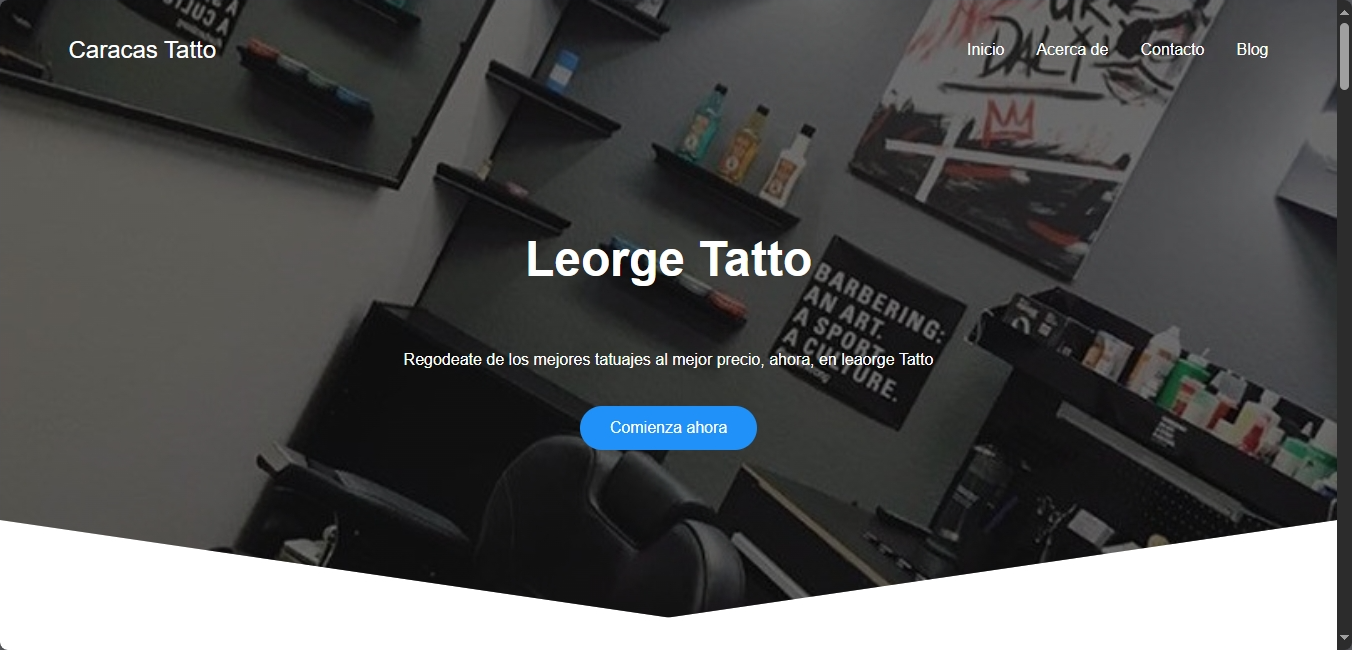 Caracas Tatto
Inicio Acerca de Contacto Blog
Leorge Tatto
BARBERING:
AN ART.
A SPORT.
A CULTURE.
Regodeate de los mejores tatuajes al mejor precio, ahora, en leaorge Tatto
Comienza ahora